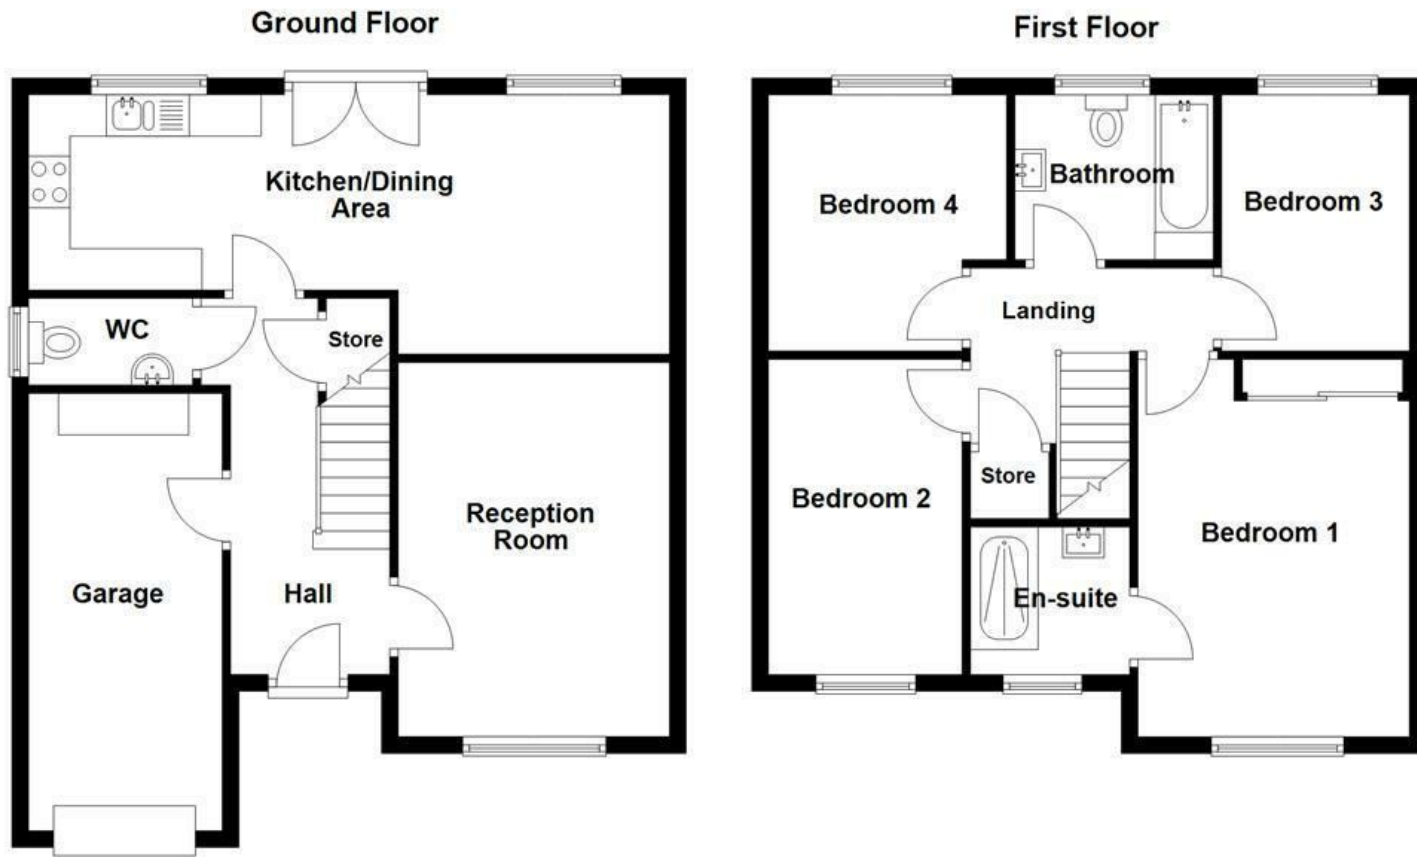 Ground Floor
Kitchen/Dining
Area
WC
Store
Reception
Room
Garage
Hall
First Floor
Bedroom 4
Bathroom
Bedroom 3
Landing
Bedroom 2
Store
Bedroom 1
En-suite